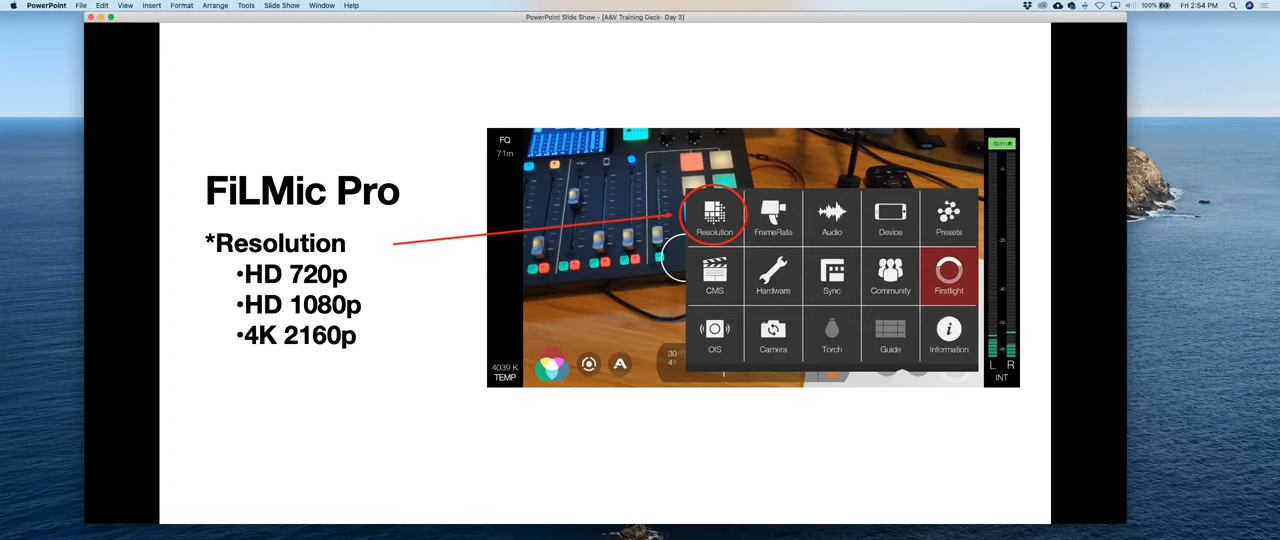 PowerPoint File Edit View Insert Format Arrange Tools Slide Show Window Help
100% Fri 2:54 PM
PowerPoint Slide Show - [A&V Training Deck- Day 3]
FiLMic Pro
*Resolution
•HD 720p
•HD 1080p
•4K 2160p
FQ
71m
Resolution FrameRate Audio Device Presets
CMS Hardware Sync Community Firstlight
OIS Camera Torch Guide Information
A
30
4K
4039 K
TEMP
L R
INT